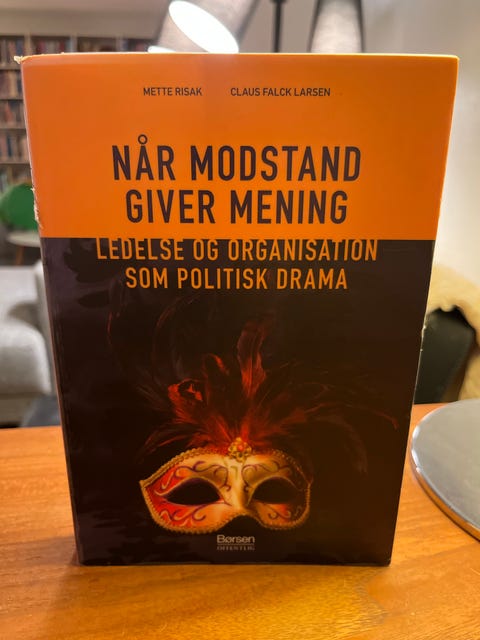 METTE RISAK CLAUS FALCK LARSEN
NÅR MODSTAND
GIVER MENING
LEDELSE OG ORGANISATION
SOM POLITISK DRAMA
Børsen
OFFENTLIG